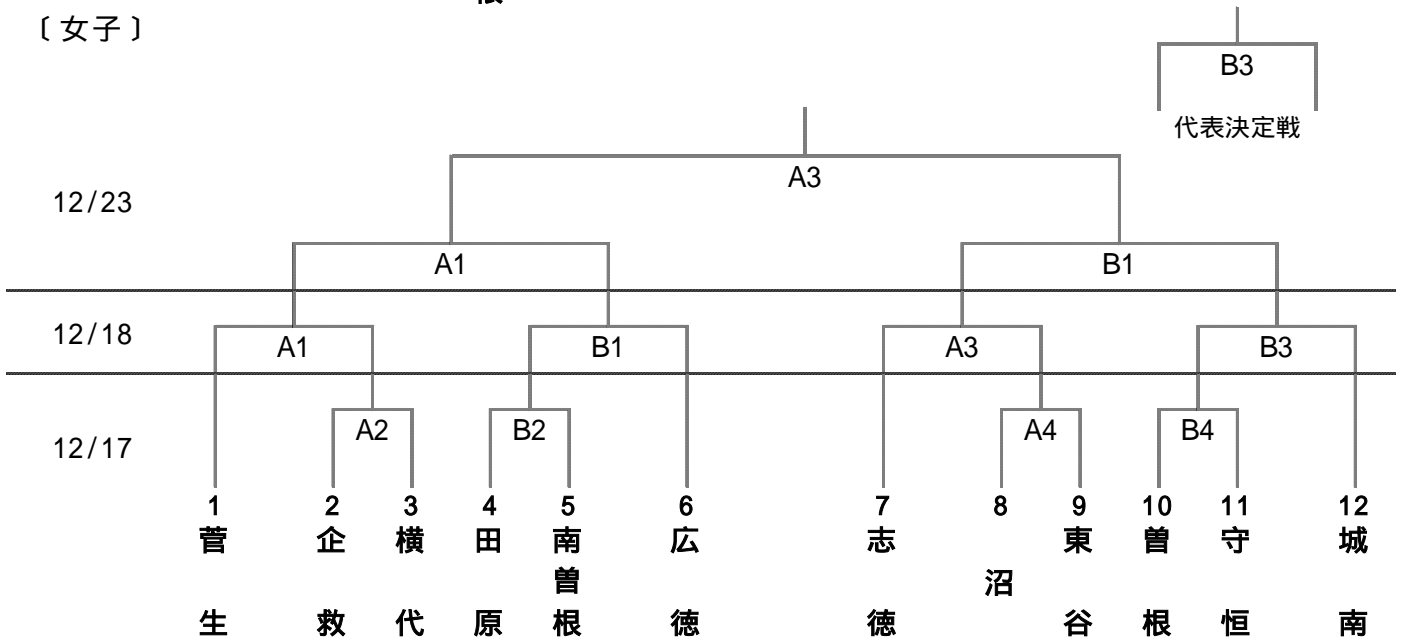 〔女子〕
B3
代表決定戦
A3
12/23
A1 B1
12/18
A1 B1 A3 B3
12/17
A2 B2 A4 B4
1 2 3 4 5 6 7 8 9 10 11 12
菅生
企救
横代
田原
南曽根
広徳
志徳
沼
東谷
曽根
守恒
城南